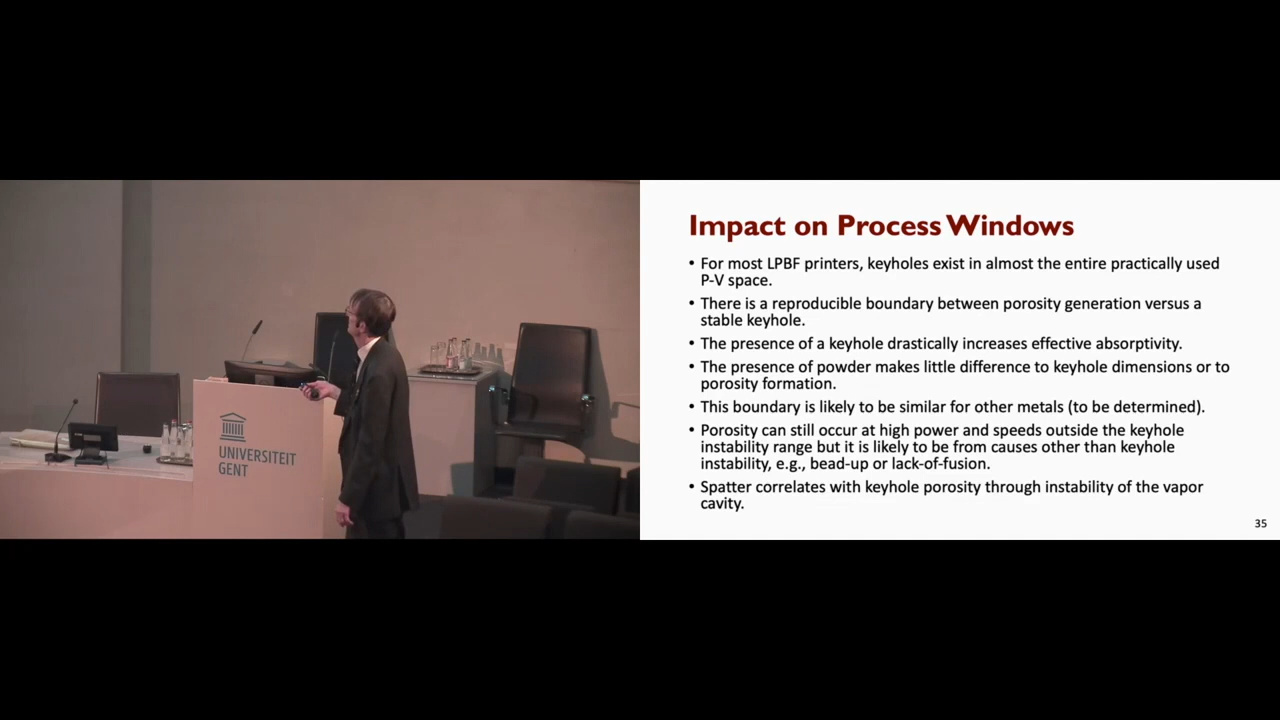 UNIVERSITEIT
GENT
Impact on Process Windows
• For most LPBF printers, keyholes exist in almost the entire practically used
P-V space.
• There is a reproducible boundary between porosity generation versus a
stable keyhole.
• The presence of a keyhole drastically increases effective absorptivity.
• The presence of powder makes little difference to keyhole dimensions or to
porosity formation.
• This boundary is likely to be similar for other metals (to be determined).
• Porosity can still occur at high power and speeds outside the keyhole
instability range but it is likely to be from causes other than keyhole
instability, e.g., bead-up or lack-of-fusion.
• Spatter correlates with keyhole porosity through instability of the vapor
cavity.
35